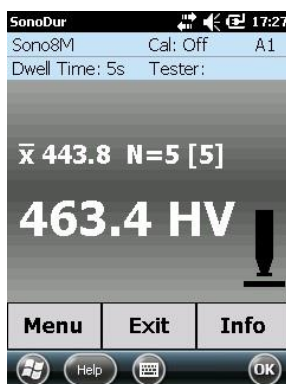 SonoDur 17:27
Sono8M Cal: Off A1
Dwell Time: 5s Tester:
x̅ 443.8 N=5 [5]
463.4 HV
Menu Exit Info
Help OK